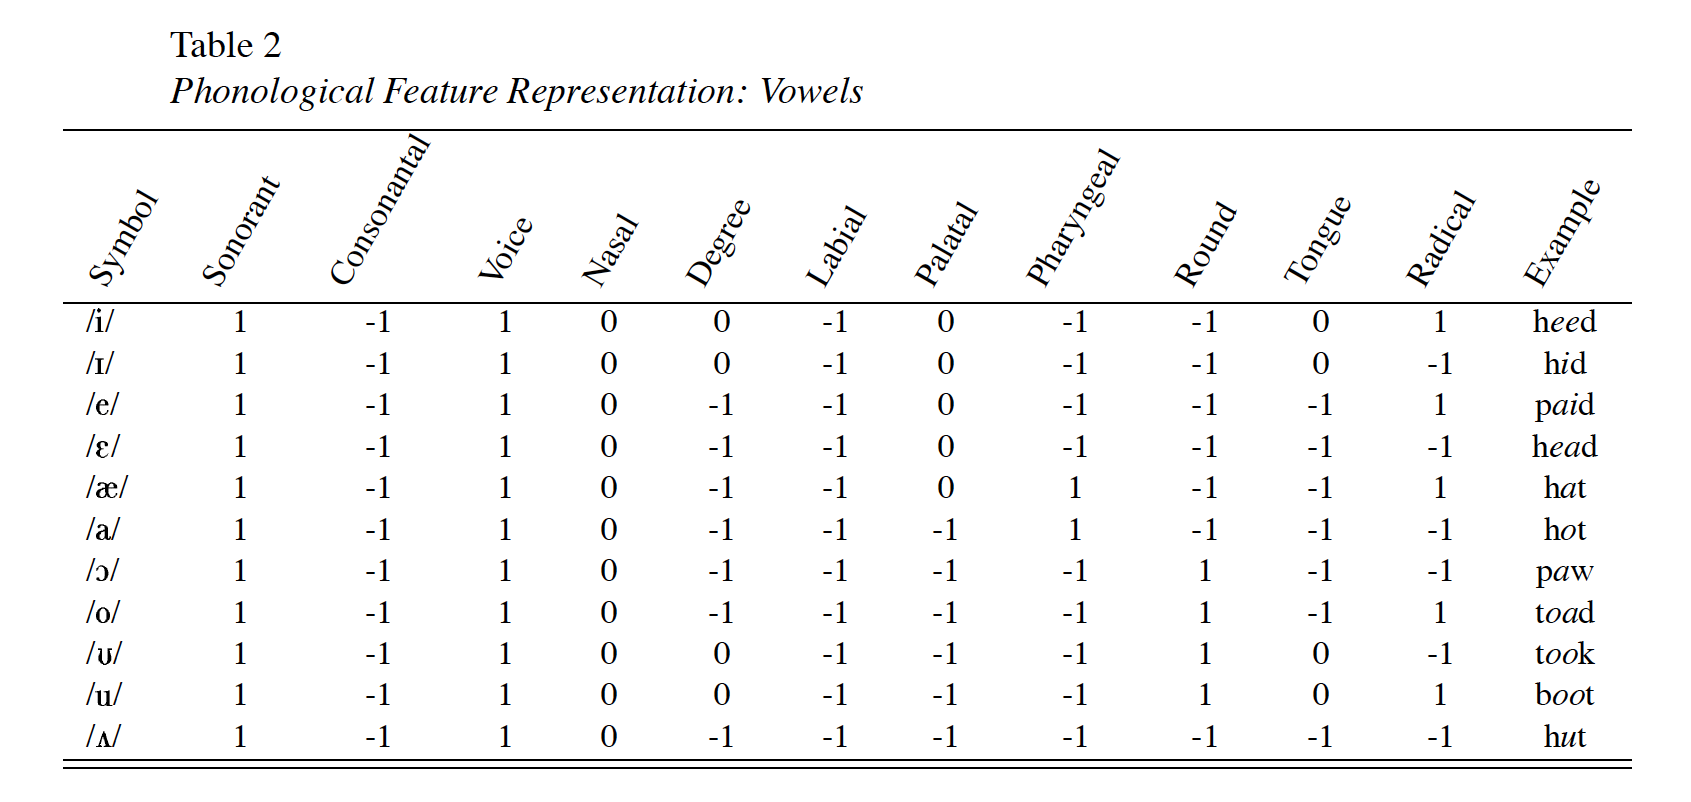 Table 2
Phonological Feature Representation: Vowels
Symbol Sonorant Consonantal Voice Nasal Degree Labial Palatal Pharyngeal Round Tongue Radical Example
/i/ 1 -1 1 0 0 -1 0 -1 -1 0 1 heed
/ɪ/ 1 -1 1 0 0 -1 0 -1 -1 0 -1 hid
/e/ 1 -1 1 0 -1 -1 0 -1 -1 -1 1 paid
/ɛ/ 1 -1 1 0 -1 -1 0 -1 -1 -1 -1 head
/æ/ 1 -1 1 0 -1 -1 0 1 -1 -1 1 hat
/a/ 1 -1 1 0 -1 -1 -1 1 -1 -1 -1 hot
/ɔ/ 1 -1 1 0 -1 -1 -1 -1 1 -1 -1 paw
/o/ 1 -1 1 0 -1 -1 -1 -1 1 -1 1 toad
/ʊ/ 1 -1 1 0 0 -1 -1 -1 1 0 -1 took
/u/ 1 -1 1 0 0 -1 -1 -1 1 0 1 boot
/ʌ/ 1 -1 1 0 -1 -1 -1 -1 -1 -1 -1 hut